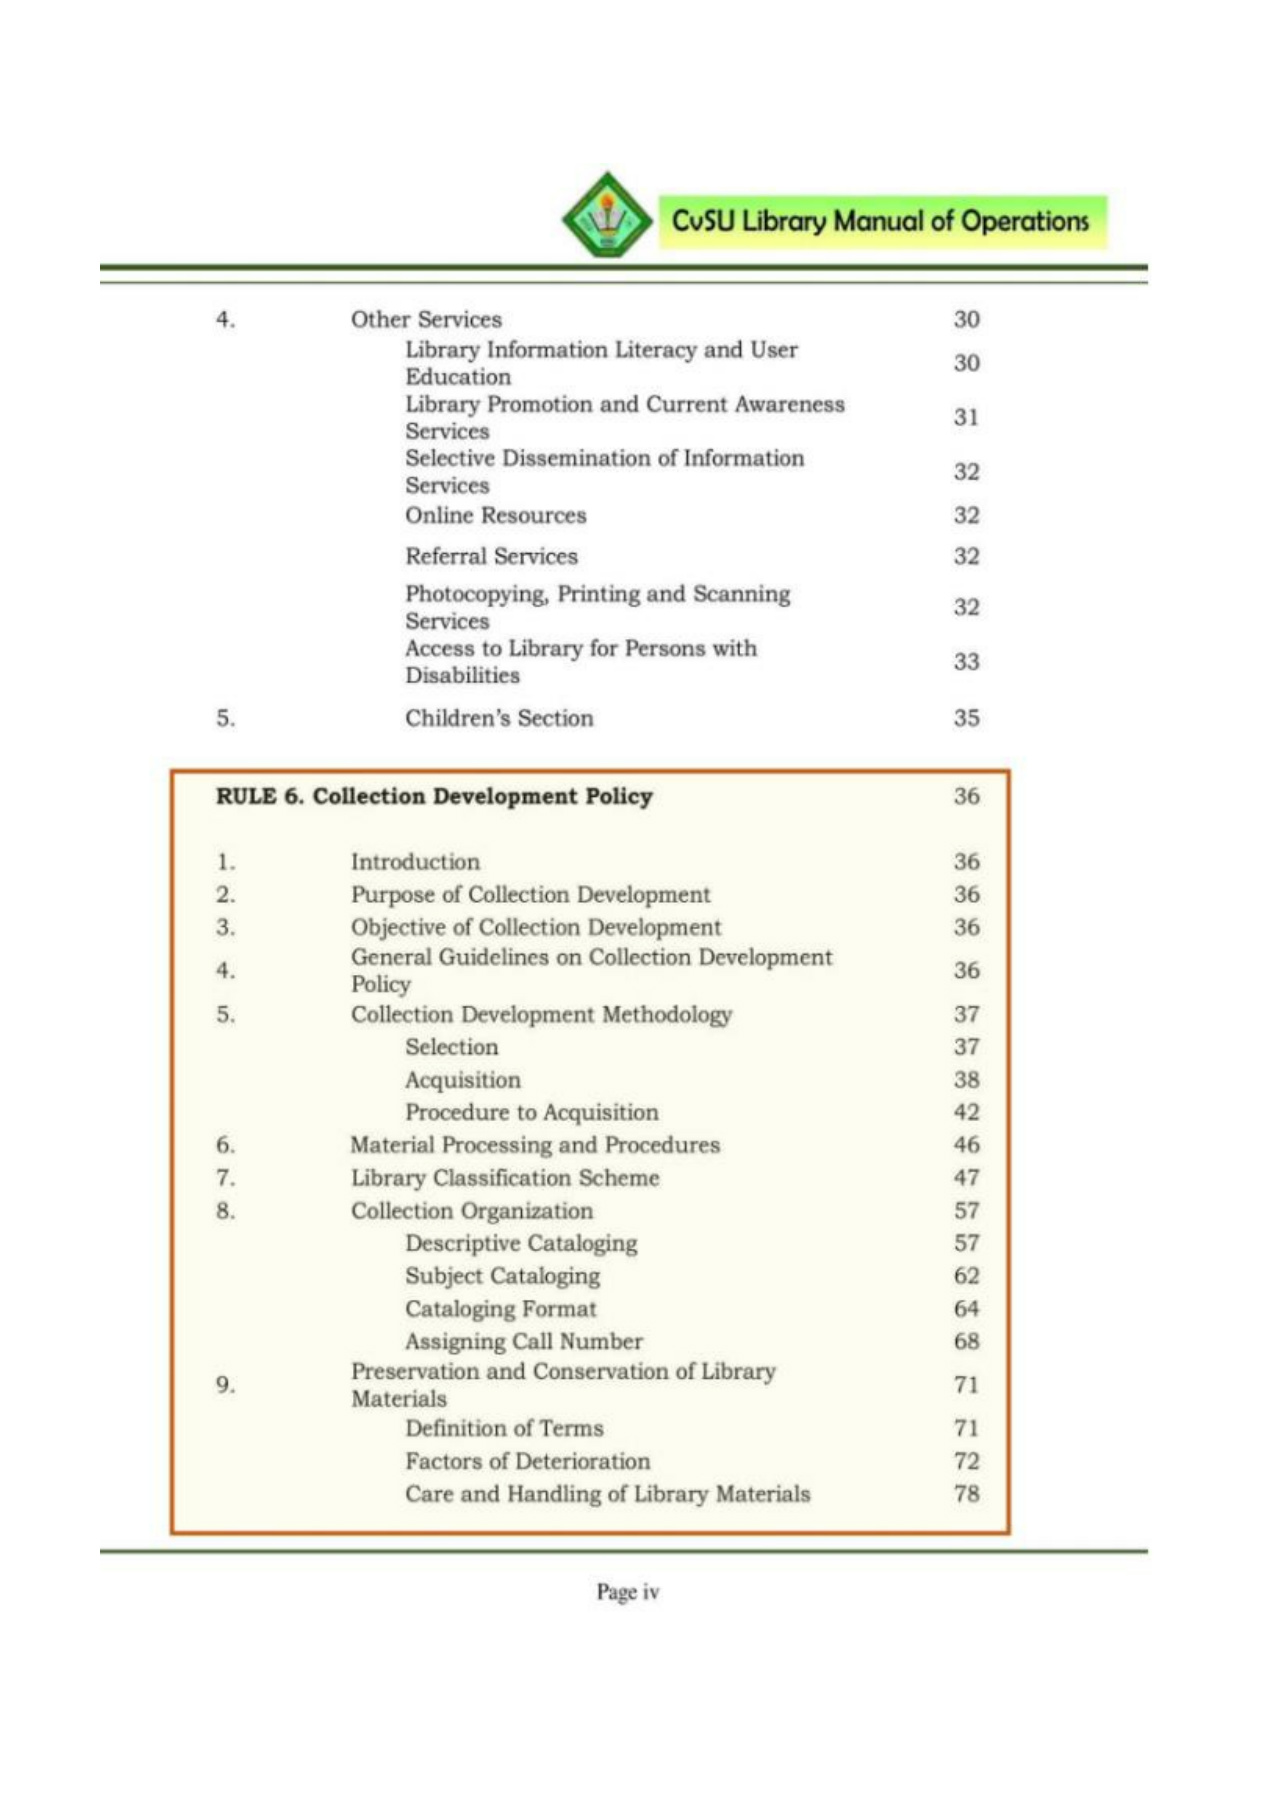 CvSU Library Manual of Operations
4. Other Services 30
Library Information Literacy and User
Education 30
Library Promotion and Current Awareness
Services 31
Selective Dissemination of Information
Services 32
Online Resources 32
Referral Services 32
Photocopying, Printing and Scanning
Services 32
Access to Library for Persons with
Disabilities 33
5. Children's Section 35
RULE 6. Collection Development Policy 36
1. Introduction 36
2. Purpose of Collection Development 36
3. Objective of Collection Development 36
4. General Guidelines on Collection Development
Policy 36
5. Collection Development Methodology 37
Selection 37
Acquisition 38
Procedure to Acquisition 42
6. Material Processing and Procedures 46
7. Library Classification Scheme 47
8. Collection Organization 57
Descriptive Cataloging 57
Subject Cataloging 62
Cataloging Format 64
Assigning Call Number 68
9. Preservation and Conservation of Library
Materials 71
Definition of Terms 71
Factors of Deterioration 72
Care and Handling of Library Materials 78
Page iv